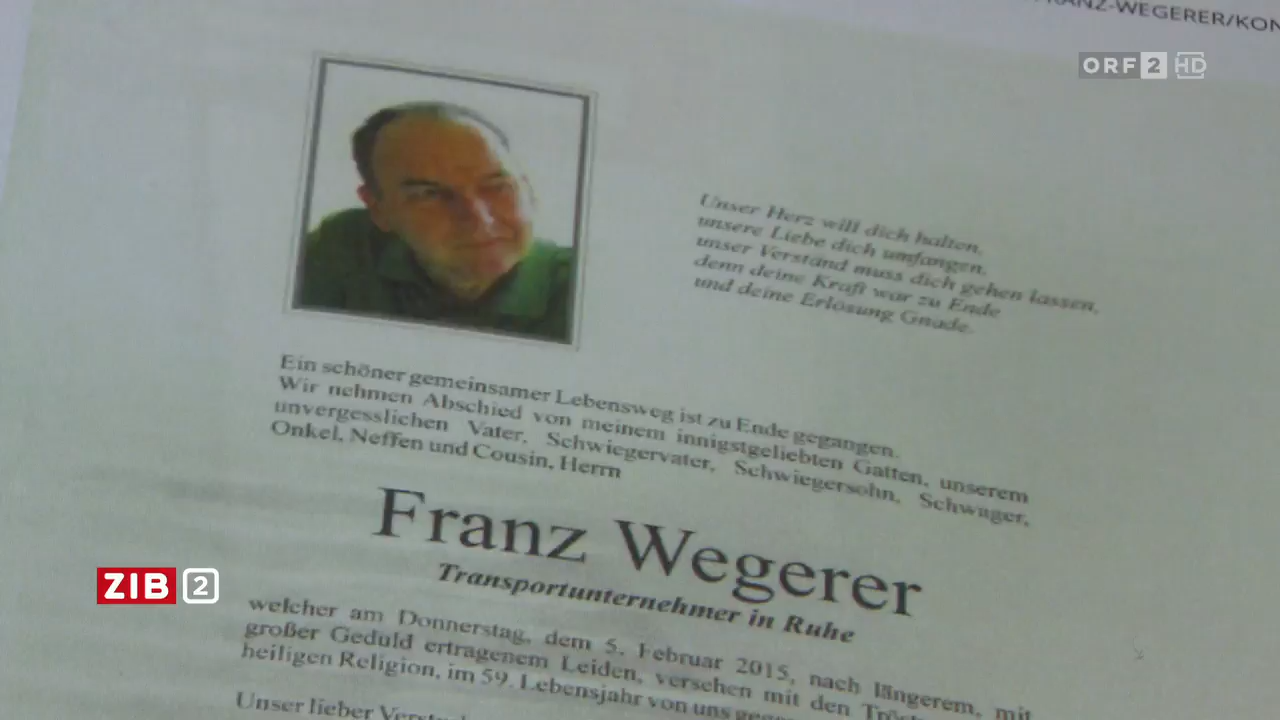 FRANZ-WEGERER/KON
ORF 2 HD
Unser Herz will dich halten,
unsere Liebe dich umfangen,
unser Verstand muss dich gehen lassen,
denn deine Kraft war zu Ende
und deine Erlösung Gnade.
Ein schöner gemeinsamer Lebensweg ist zu Ende gegangen.
Wir nehmen Abschied von meinem innigstgeliebten Gatten, unserem
unvergesslichen Vater, Schwiegervater, Schwiegersohn, Schwager,
Onkel, Neffen und Cousin, Herrn
Franz Wegerer
Transportunternehmer in Ruhe
ZIB 2
welcher am Donnerstag, dem 5. Februar 2015, nach längerem, mit
großer Geduld ertragenem Leiden, versehen mit den
heiligen Religion, im 59. Lebensjahr von uns
Unser lieber